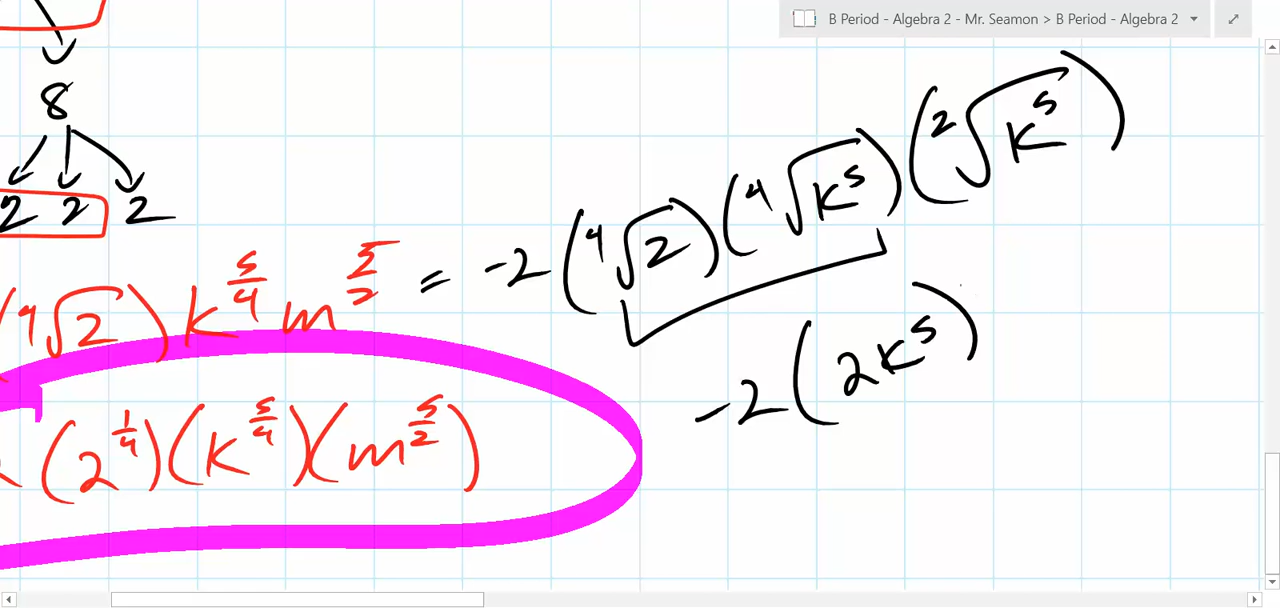 B Period - Algebra 2 - Mr. Seamon > B Period - Algebra 2
8
2 2 2
(⁴√2) k^(5/4) m^(5/2) = -2 (⁴√2) (⁴√k⁵) (²√k⁵)
-2 (2k⁵)
(2^(1/4)) (k^(5/4)) (m^(5/2))